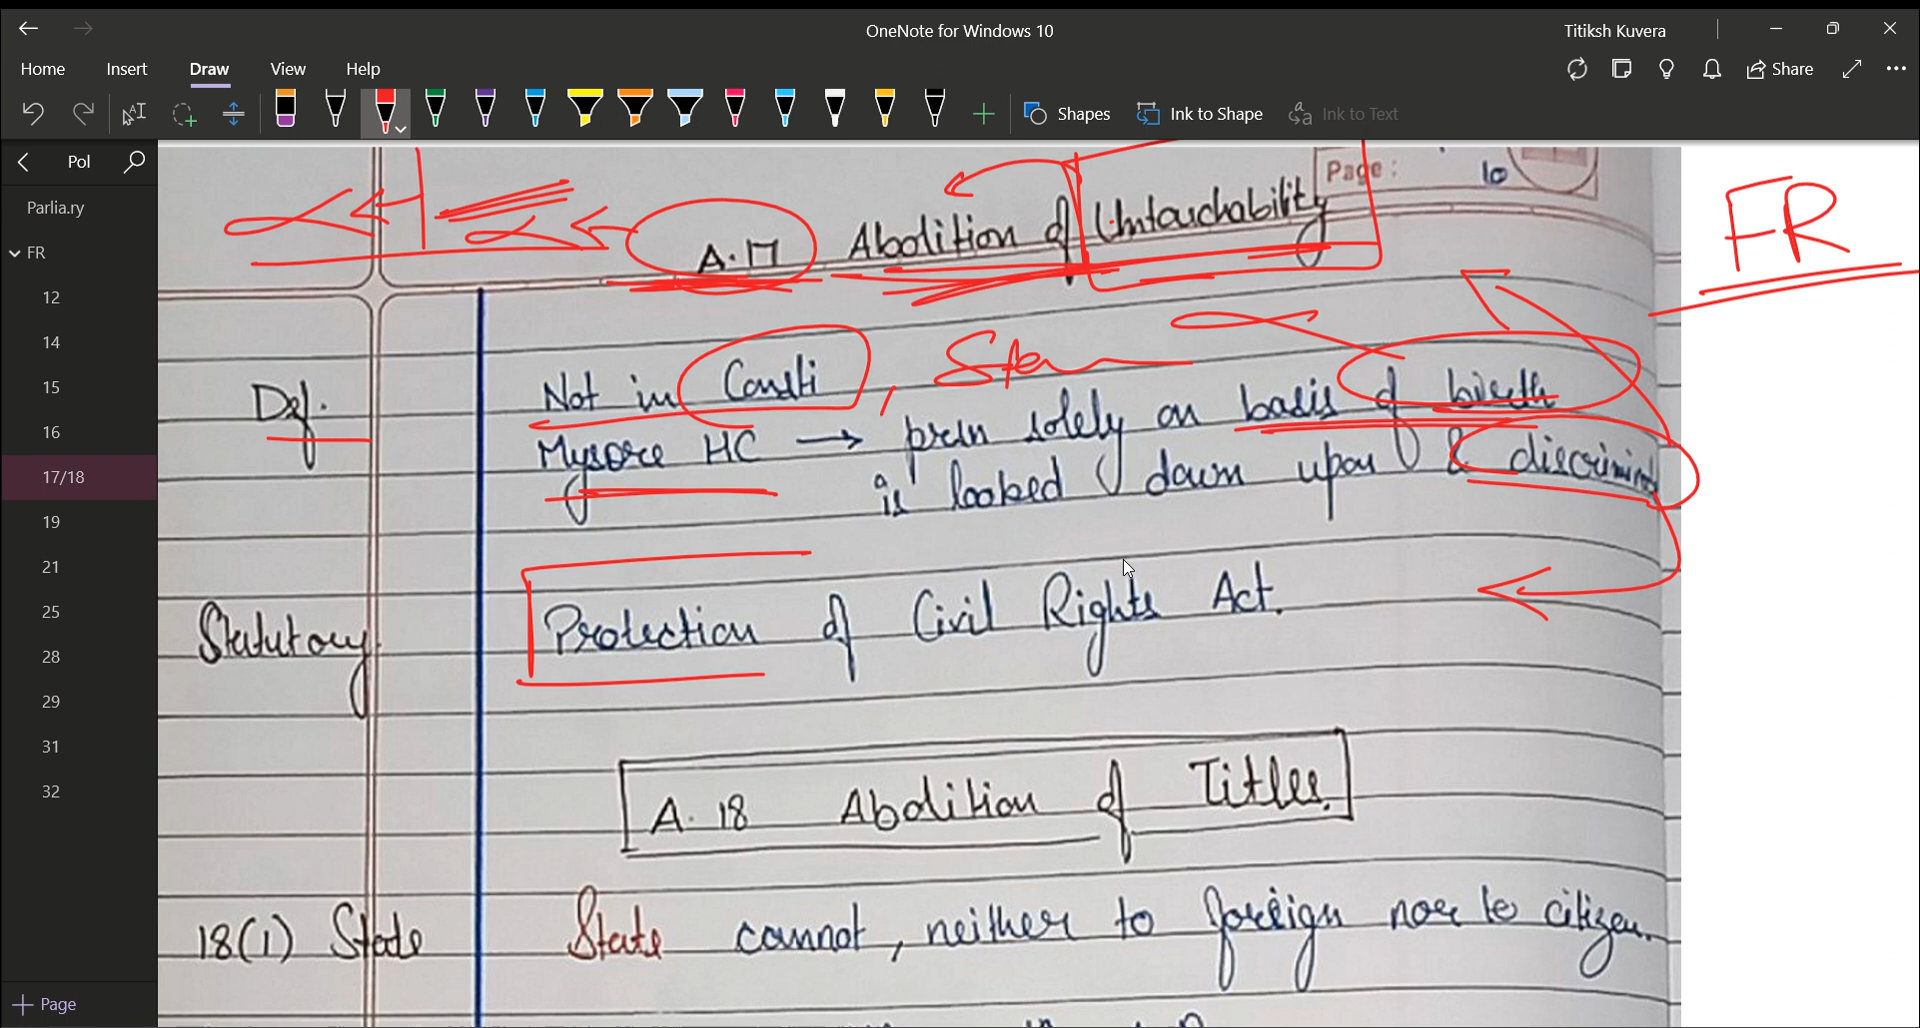 OneNote for Windows 10
Titiksh Kuvera
Home Insert Draw View Help
Share
Shapes Ink to Shape Ink to Text
Pol
Parlia.ry
FR
12
14
15
16
17/18
19
21
25
28
29
31
32
Page
Page: 10
FR
A.17 Abolition of Untouchability
Def. Not in Consti,
Mysore HC → prsn solely on basis of birth
is looked down upon & discrimind
Statutory Protection of Civil Rights Act.
A. 18 Abolition of Titles.
18(1) State State cannot, neither to foreign nor to citizen.